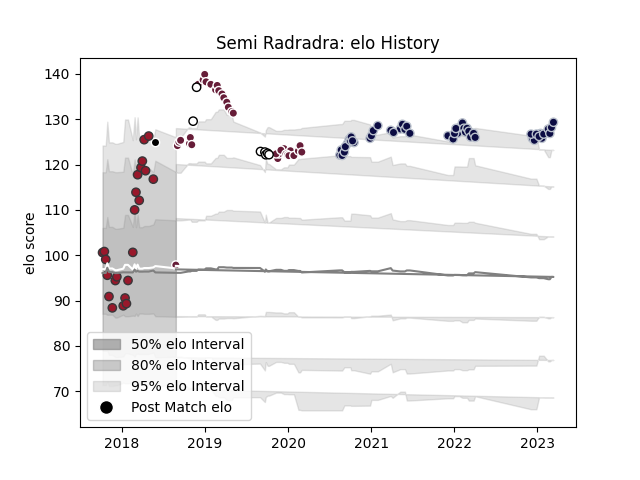 Semi Radradra: elo History
140
130
120
110
100
90
80
70
elo score
50% elo Interval
80% elo Interval
95% elo Interval
Post Match elo
2018 2019 2020 2021 2022 2023